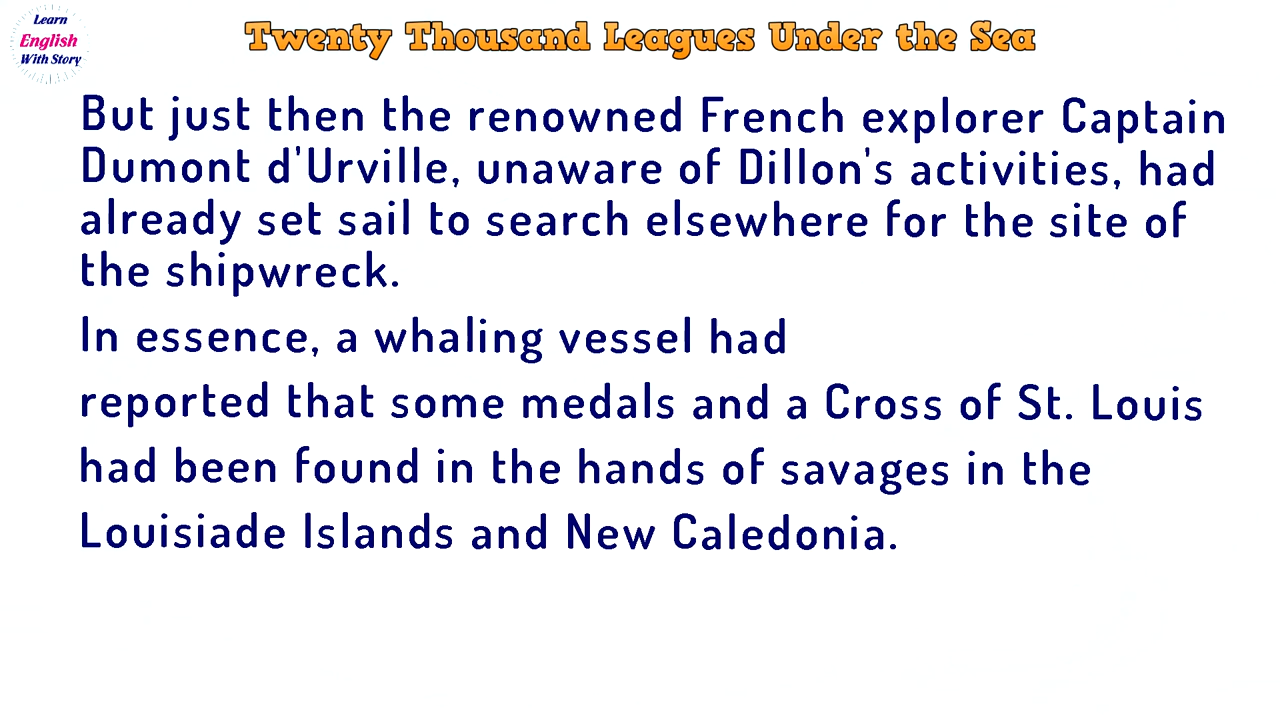 Learn
English
With Story
Twenty Thousand Leagues Under the Sea
But just then the renowned French explorer Captain
Dumont d'Urville, unaware of Dillon's activities, had
already set sail to search elsewhere for the site of
the shipwreck.
In essence, a whaling vessel had
reported that some medals and a Cross of St. Louis
had been found in the hands of savages in the
Louisiade Islands and New Caledonia.